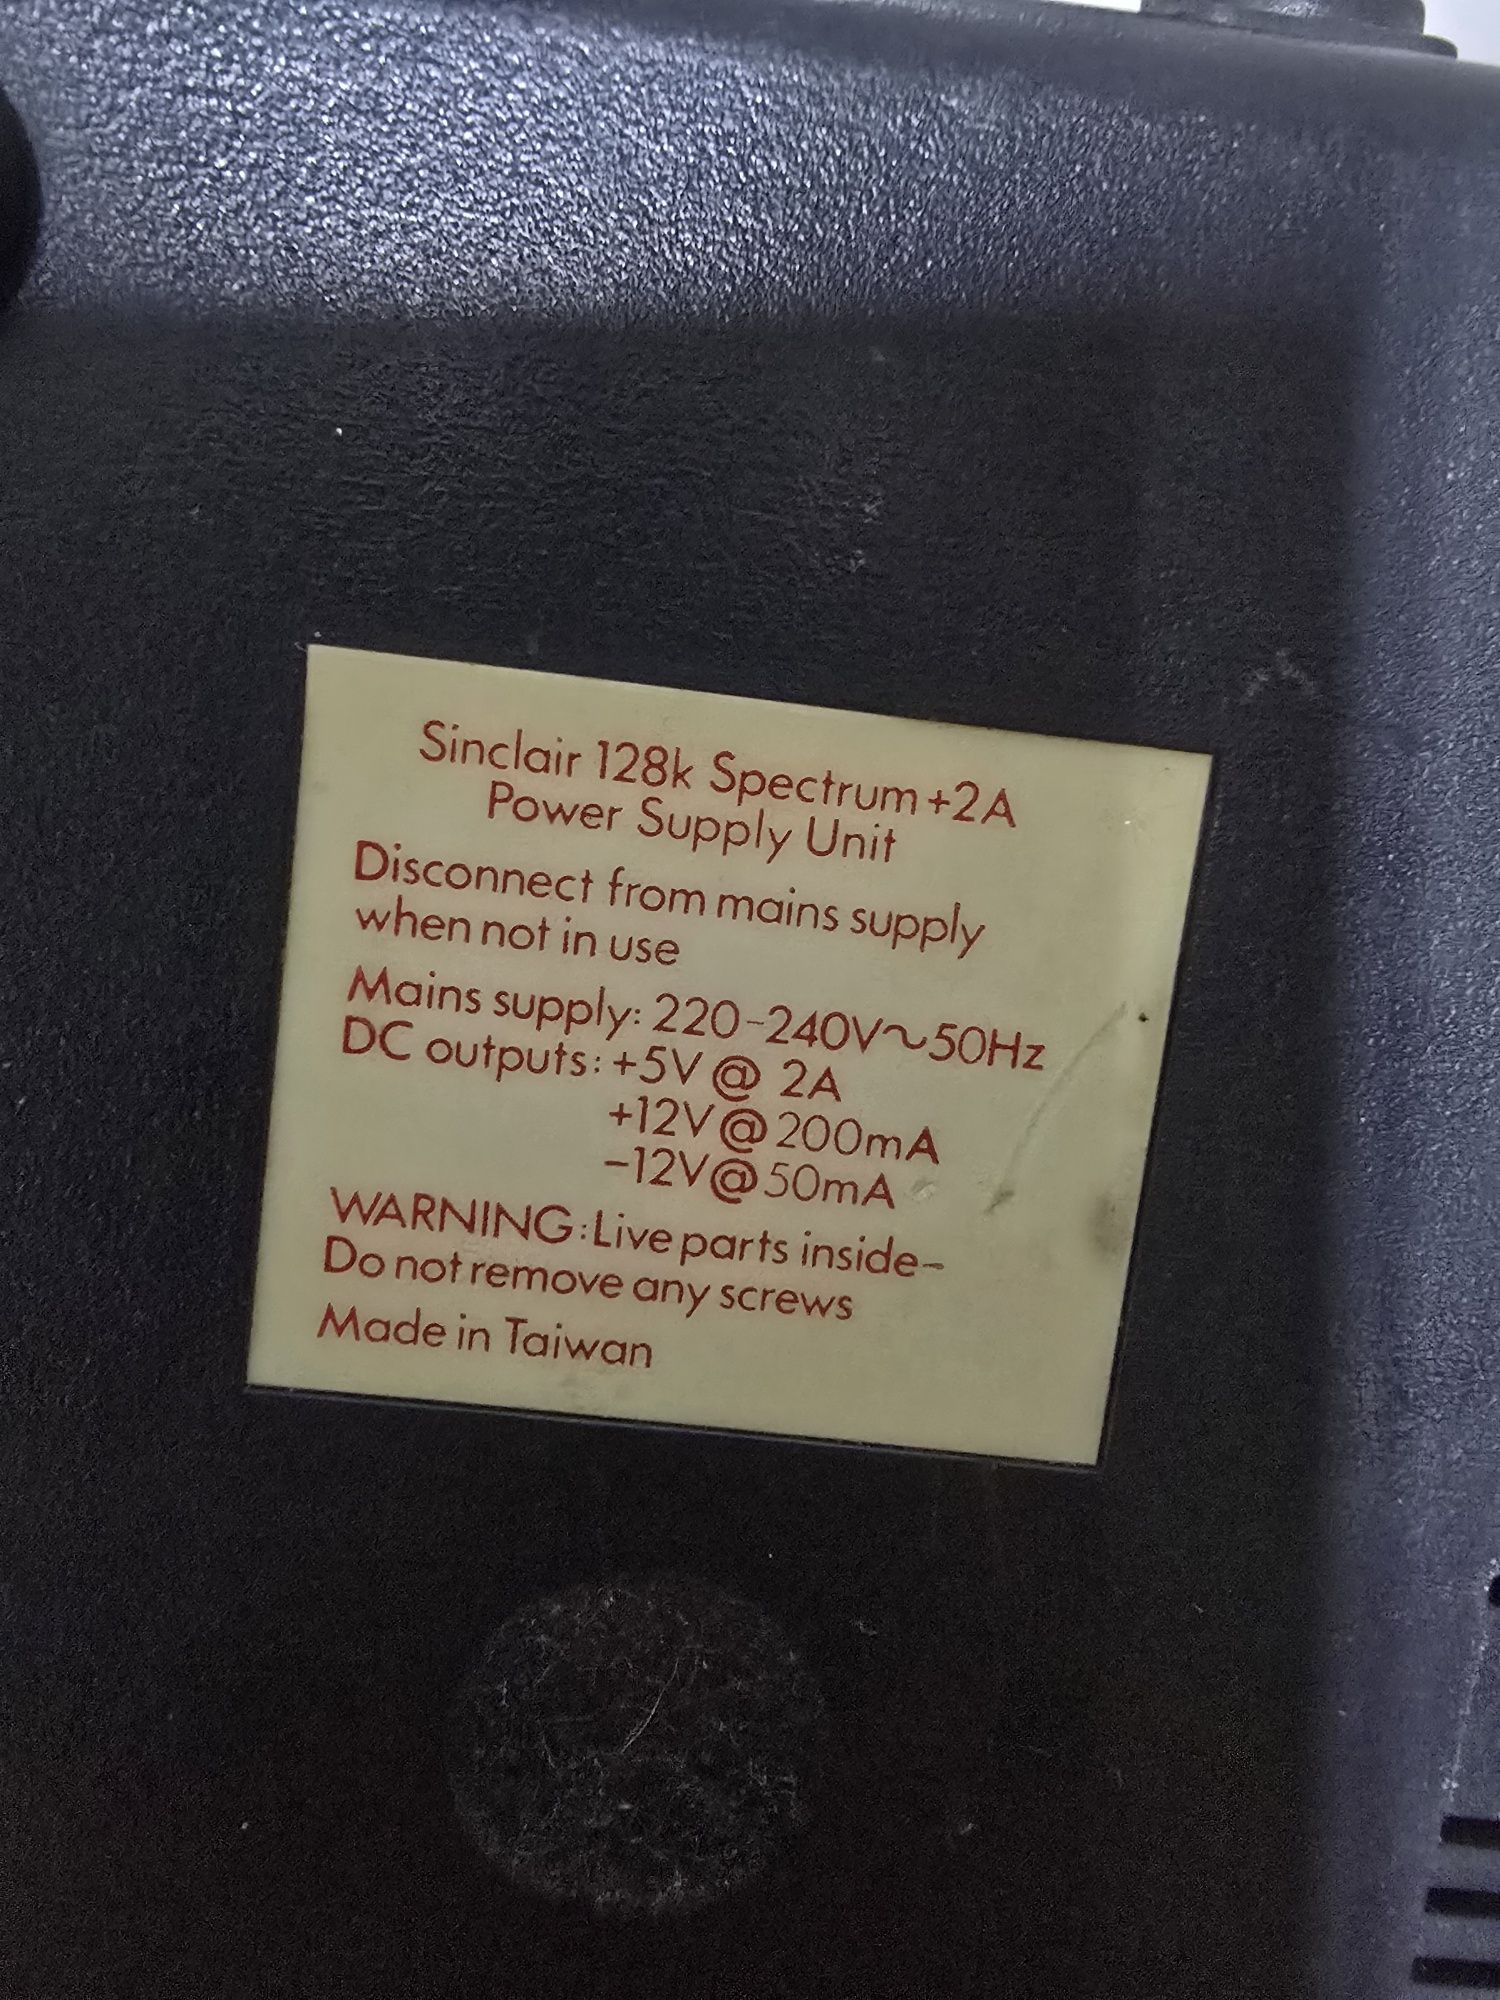 Sinclair 128k Spectrum +2A
Power Supply Unit
Disconnect from mains supply
when not in use
Mains supply: 220-240V~50Hz
DC outputs: +5V @ 2A
+12V @ 200mA
-12V @ 50mA
WARNING: Live parts inside-
Do not remove any screws
Made in Taiwan